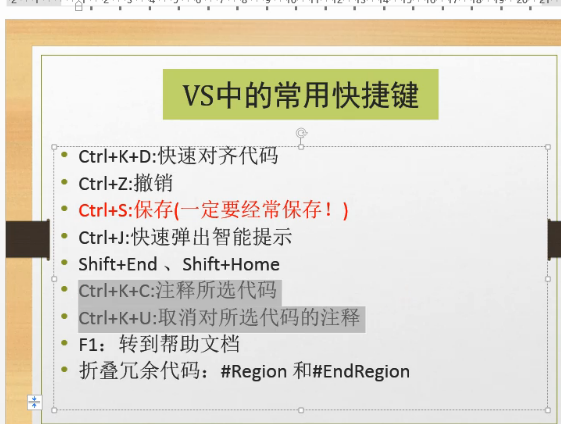 VS中的常用快捷键
Ctrl+K+D:快速对齐代码
Ctrl+Z:撤销
Ctrl+S:保存(一定要经常保存！)
Ctrl+J:快速弹出智能提示
Shift+End 、Shift+Home
Ctrl+K+C:注释所选代码
Ctrl+K+U:取消对所选代码的注释
F1：转到帮助文档
折叠冗余代码：#Region 和#EndRegion